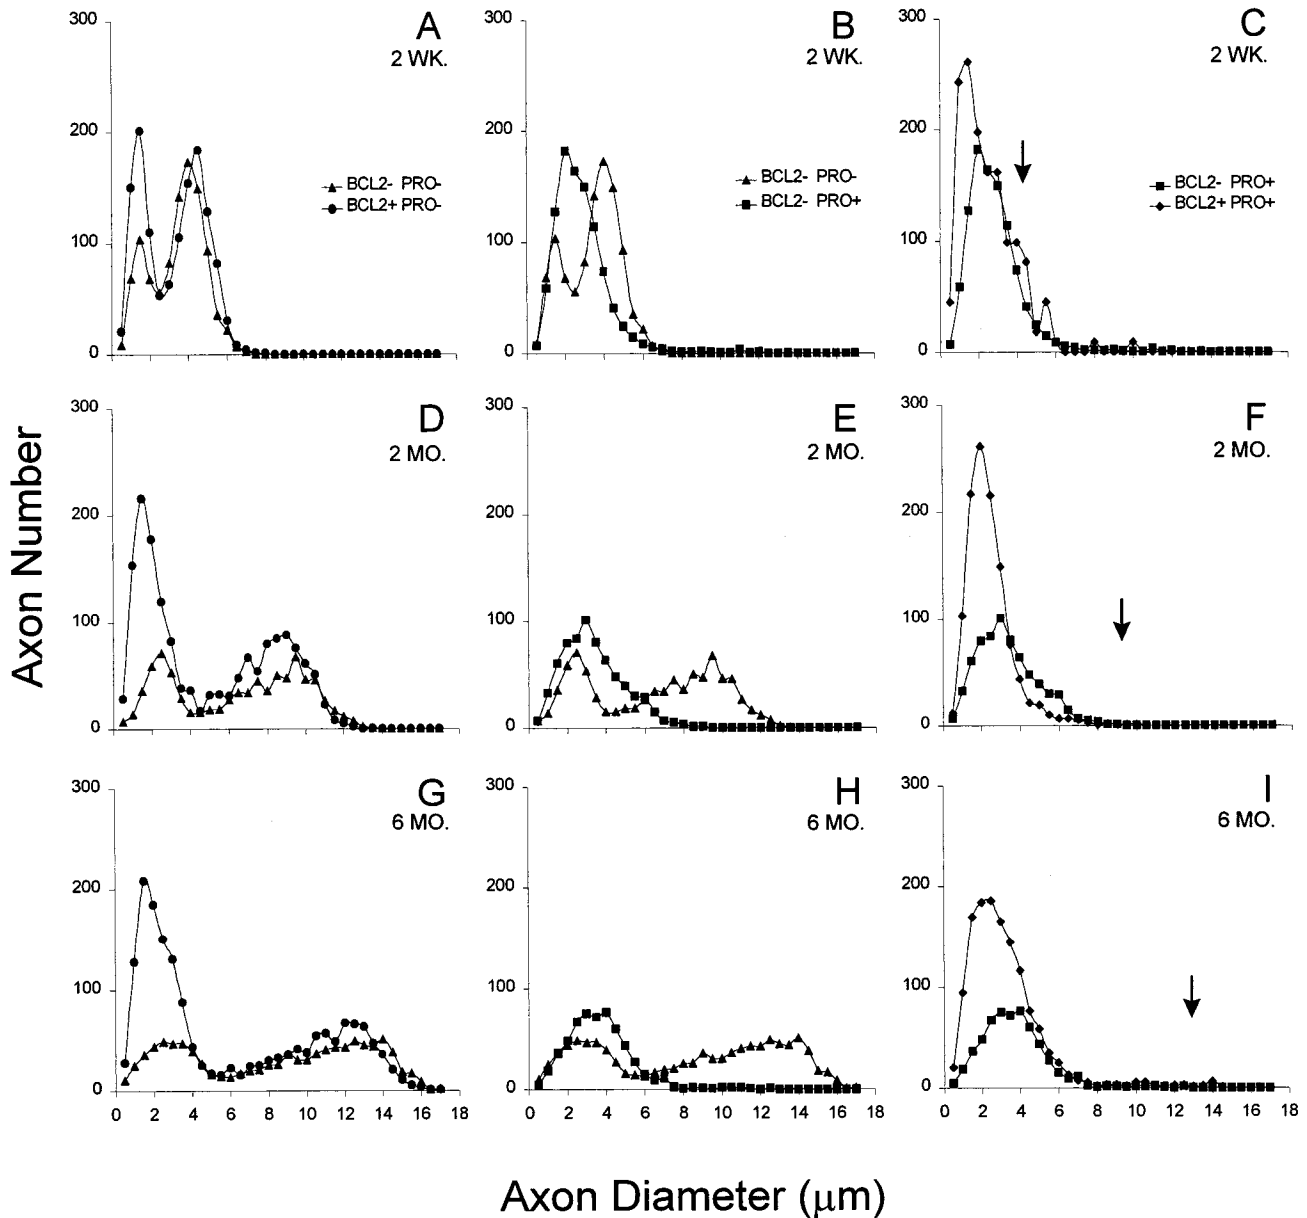 A
2 WK.
300
200
100
0
BCL2- PRO-
BCL2+ PRO-
B
2 WK.
300
200
100
0
BCL2- PRO-
BCL2- PRO+
C
2 WK.
300
200
100
0
BCL2- PRO+
BCL2+ PRO+
D
2 MO.
300
200
100
0
E
2 MO.
300
200
100
0
F
2 MO.
300
200
100
0
G
6 MO.
300
200
100
0
0 2 4 6 8 10 12 14 16 18
H
6 MO.
300
200
100
0
0 2 4 6 8 10 12 14 16 18
I
6 MO.
300
200
100
0
0 2 4 6 8 10 12 14 16 18
Axon Number
Axon Diameter (μm)